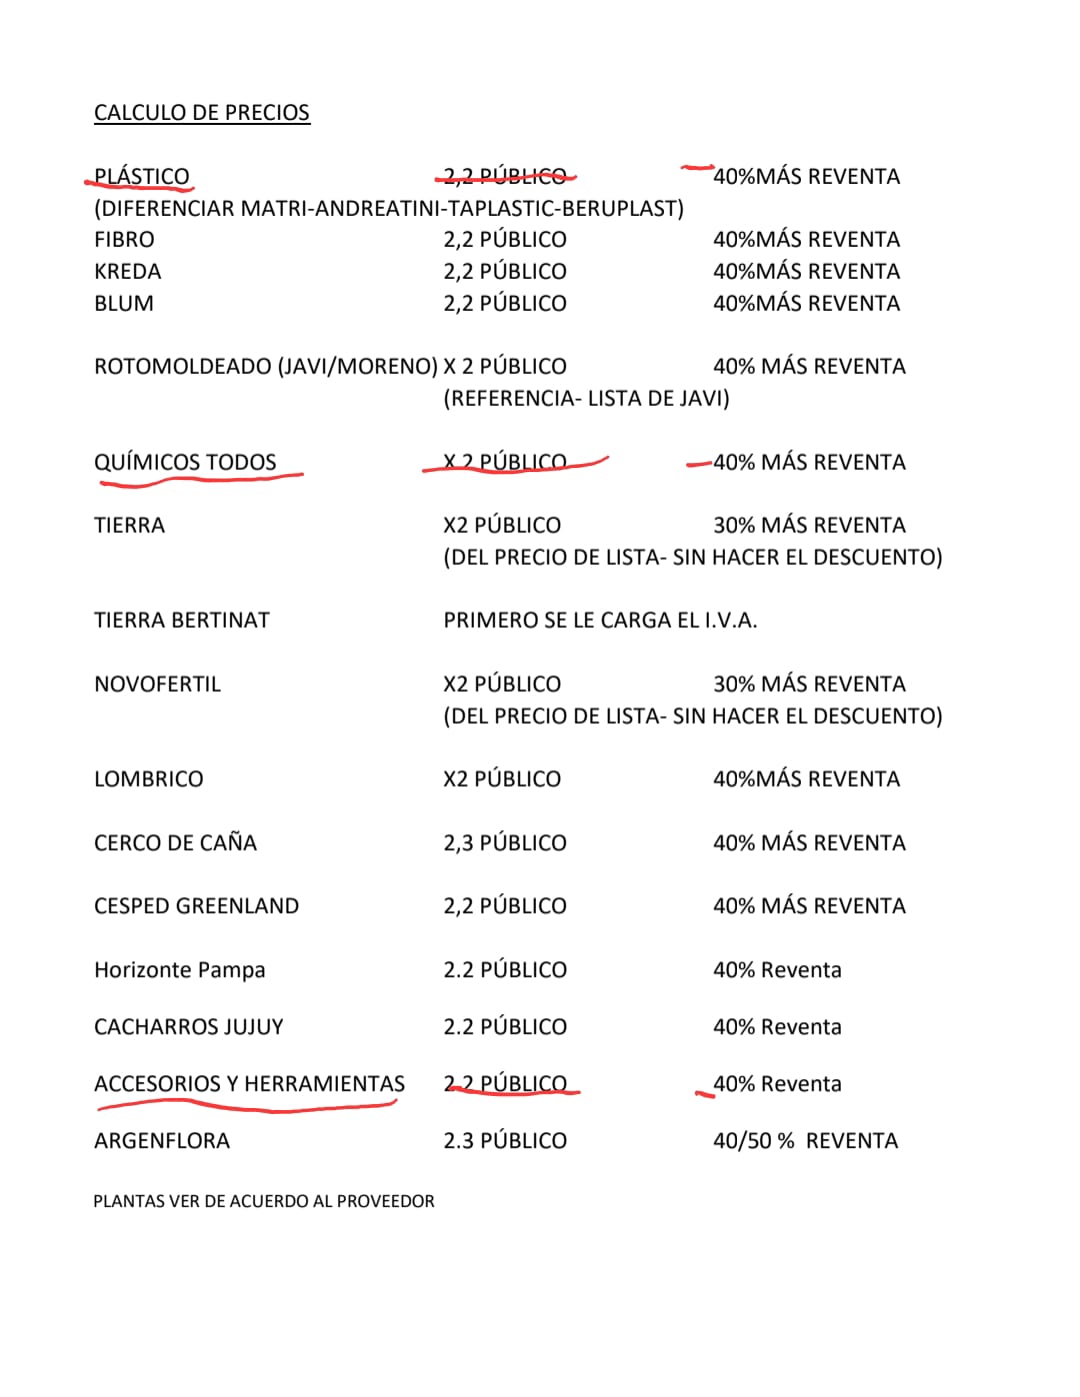 CALCULO DE PRECIOS
PLÁSTICO 2,2 PÚBLICO 40%MÁS REVENTA
(DIFERENCIAR MATRI-ANDREATINI-TAPLASTIC-BERUPLAST)
FIBRO 2,2 PÚBLICO 40%MÁS REVENTA
KREDA 2,2 PÚBLICO 40%MÁS REVENTA
BLUM 2,2 PÚBLICO 40%MÁS REVENTA
ROTOMOLDEADO (JAVI/MORENO) X 2 PÚBLICO 40% MÁS REVENTA
(REFERENCIA- LISTA DE JAVI)
QUÍMICOS TODOS X 2 PÚBLICO 40% MÁS REVENTA
TIERRA X2 PÚBLICO 30% MÁS REVENTA
(DEL PRECIO DE LISTA- SIN HACER EL DESCUENTO)
TIERRA BERTINAT PRIMERO SE LE CARGA EL I.V.A.
NOVOFERTIL X2 PÚBLICO 30% MÁS REVENTA
(DEL PRECIO DE LISTA- SIN HACER EL DESCUENTO)
LOMBRICO X2 PÚBLICO 40%MÁS REVENTA
CERCO DE CAÑA 2,3 PÚBLICO 40% MÁS REVENTA
CESPED GREENLAND 2,2 PÚBLICO 40% MÁS REVENTA
Horizonte Pampa 2.2 PÚBLICO 40% Reventa
CACHARROS JUJUY 2.2 PÚBLICO 40% Reventa
ACCESORIOS Y HERRAMIENTAS 2.2 PÚBLICO 40% Reventa
ARGENFLORA 2.3 PÚBLICO 40/50 % REVENTA
PLANTAS VER DE ACUERDO AL PROVEEDOR